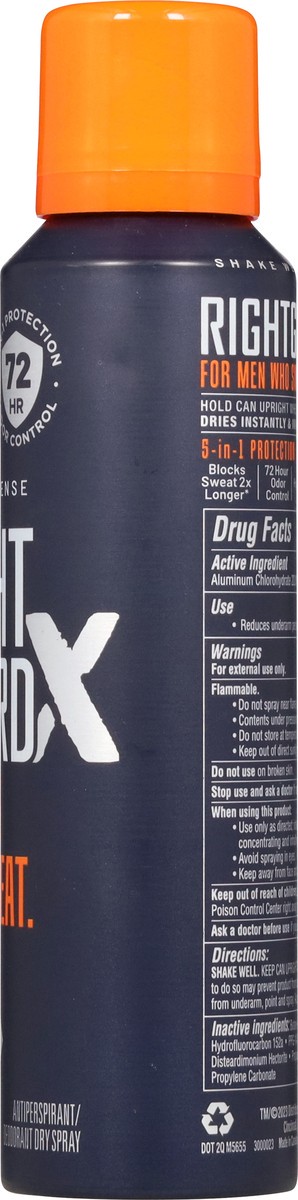 PROTECTION
72
HR
CONTROL
ENSE
HT
RD
X
EAT.
ANTIPERSPIRANT/
DEODORANT DRY SPRAY
SHAKE
RIGHTG
FOR MEN WHO
HOLD CAN UPRIGHT
DRIES INSTANTLY &
5-in-1 PROTECTION
Blocks
Sweat 2x
Longer*
72 Hour
Odor
Control
Drug Facts
Active Ingredient
Aluminum Chlorohydrate
Use
• Reduces underarm
Warnings
For external use only.
Flammable.
• Do not spray near
• Contents under
• Do not store at
• Keep out of
Do not use on broken skin.
Stop use and ask a doctor
When using this product:
• Use only as directed.
concentrating and
• Avoid spraying in eyes.
• Keep away from face
Keep out of reach of children.
Poison Control Center right
Ask a doctor before use
Directions:
SHAKE WELL. KEEP CAN
to do so may prevent product
from underarm, point and spray.
Inactive ingredients:
Hydrofluorocarbon 152a •
Disteardimonium Hectorite •
Propylene Carbonate
TM/©2023
DOT 2Q M5655 3000023 Made in